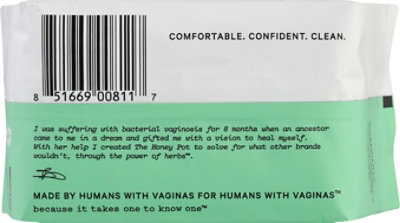 COMFORTABLE. CONFIDENT. CLEAN.
8 51669 00811 7
I was suffering with bacterial vaginosis for 8 months when an ancestor
came to me in a dream and gifted me with a vision to heal myself.
With her help I created The Honey Pot to solve for what other brands
wouldn't, through the power of herbs™.
MADE BY HUMANS WITH VAGINAS FOR HUMANS WITH VAGINAS™
because it takes one to know one™